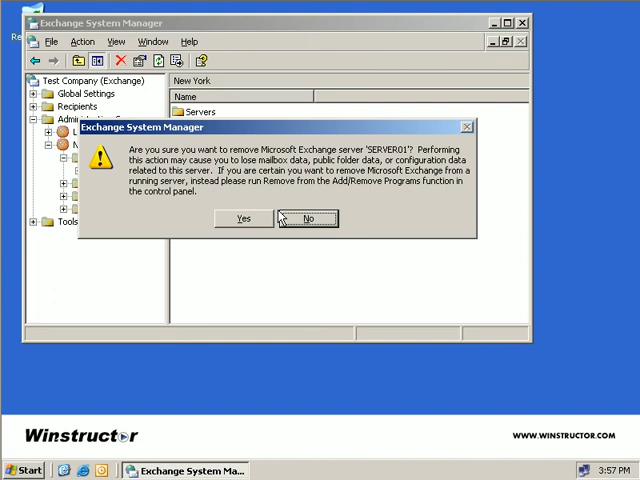 Re
Exchange System Manager
File Action View Window Help
Test Company (Exchange)
Global Settings
Recipients
Tools
New York
Name
Servers
Exchange System Manager
Are you sure you want to remove Microsoft Exchange server 'SERVER01'? Performing
this action may cause you to lose mailbox data, public folder data, or configuration data
related to this server. If you are certain you want to remove Microsoft Exchange from a
running server, instead please run Remove from the Add/Remove Programs function in
the control panel.
Yes No
Winstructor
WWW.WINSTRUCTOR.COM
Start Exchange System Ma... 3:57 PM